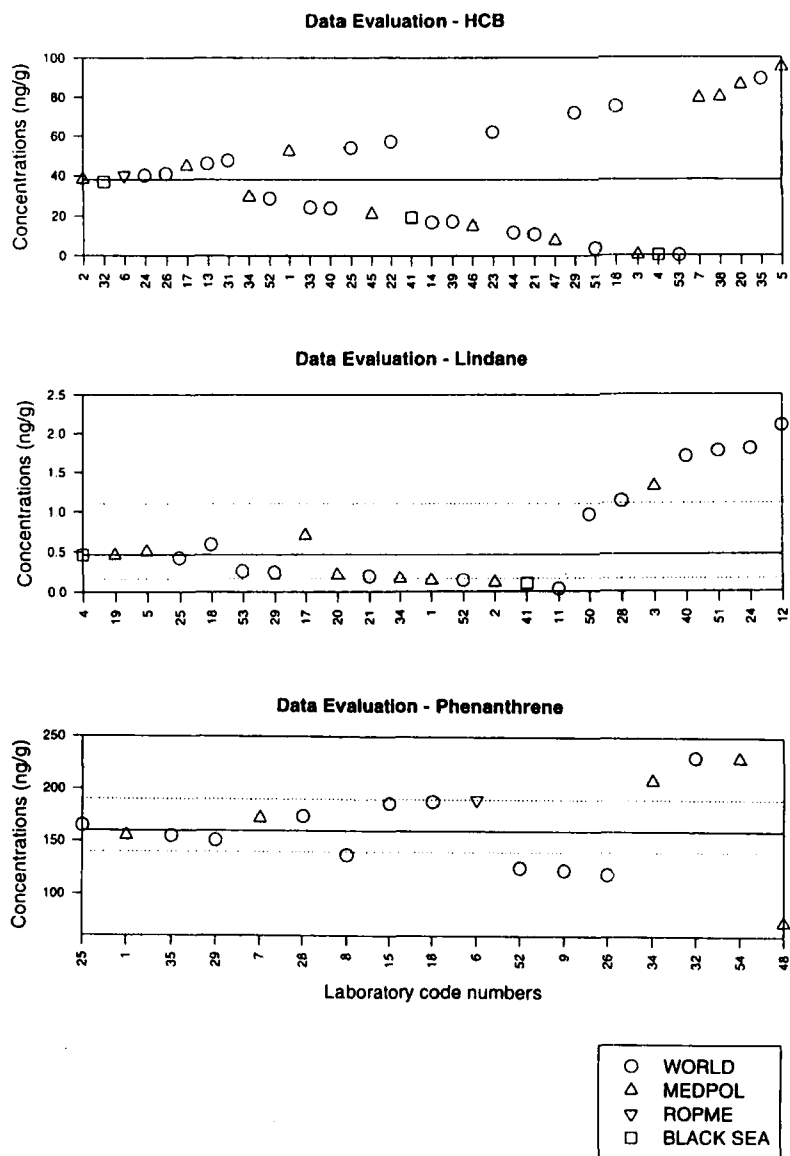 Data Evaluation - HCB
Concentrations (ng/g)
100
80
60
40
20
0
2 32 6 24 26 17 13 31 34 52 1 33 40 25 45 22 41 14 39 46 23 44 21 47 29 51 18 3 4 53 7 38 20 35 5
Data Evaluation - Lindane
Concentrations (ng/g)
2.5
2.0
1.5
1.0
0.5
0.0
4 19 5 25 18 53 29 17 20 21 34 1 52 2 41 11 50 28 3 40 51 24 12
Data Evaluation - Phenanthrene
Concentrations (ng/g)
250
200
150
100
25 1 35 29 7 28 8 15 18 6 52 9 26 34 32 54 48
Laboratory code numbers
WORLD
MEDPOL
ROPME
BLACK SEA